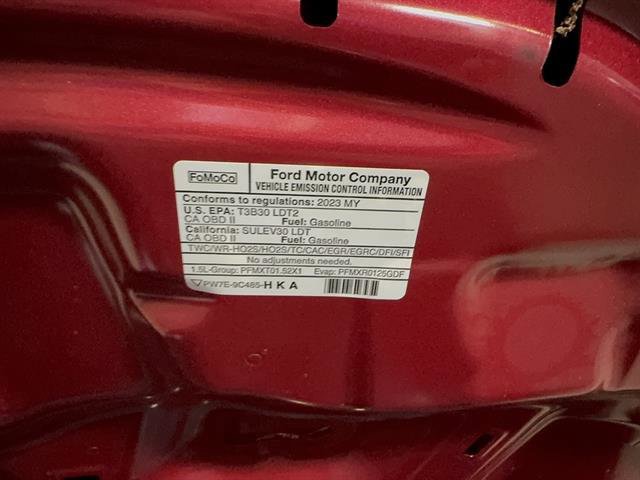 FoMoCo Ford Motor Company
VEHICLE EMISSION CONTROL INFORMATION
Conforms to regulations: 2023 MY
U.S. EPA: T3B30 LDT2
CA OBD II Fuel: Gasoline
California: SULEV30 LDT
CA OBD II Fuel: Gasoline
TWC/WR-HO2S/HO2S/TC/CAC/EGR/EGRC/DFI/SFI
No adjustments needed.
1.5L-Group: PFMXT01.52X1 Evap: PFMXR0125GDF
PW7E-9C485-HKA